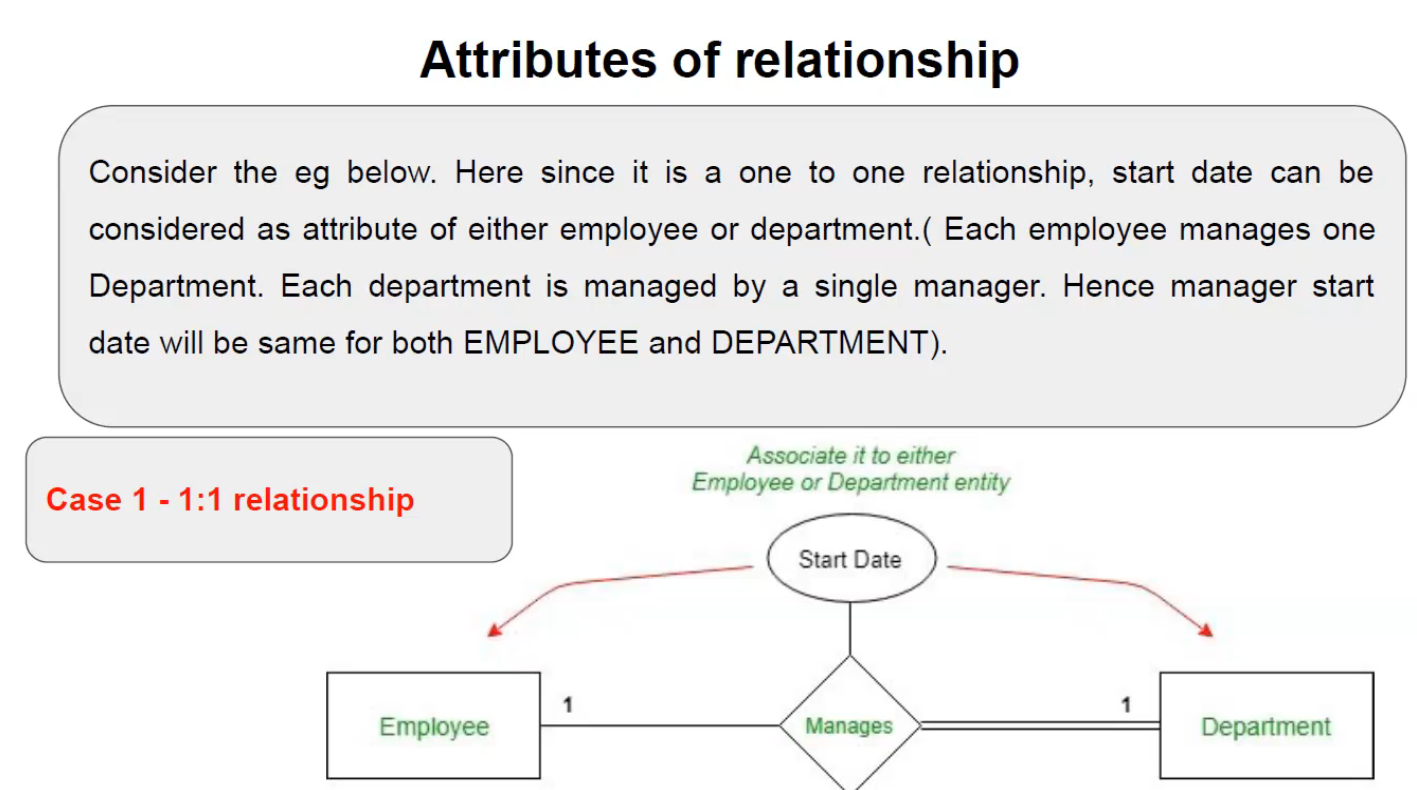 Attributes of relationship
Consider the eg below. Here since it is a one to one relationship, start date can be
considered as attribute of either employee or department.( Each employee manages one
Department. Each department is managed by a single manager. Hence manager start
date will be same for both EMPLOYEE and DEPARTMENT).
Case 1 - 1:1 relationship
Associate it to either
Employee or Department entity
Start Date
Employee
1
Manages
1
Department